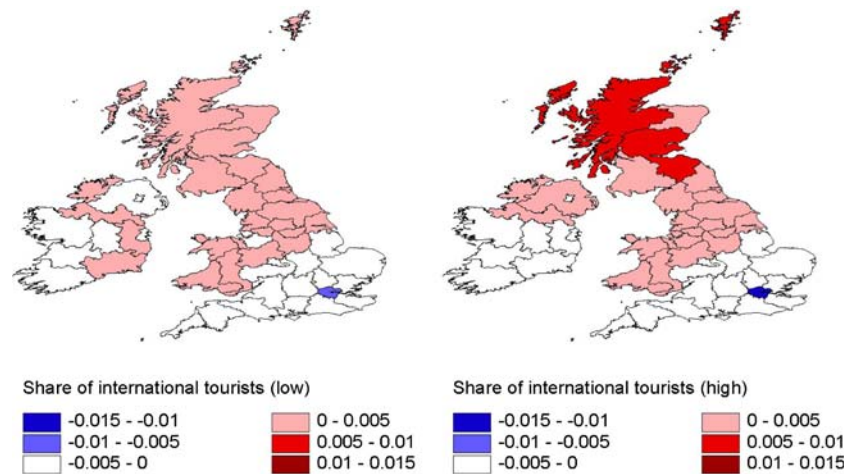 Share of international tourists (low)
-0.015 - -0.01
-0.01 - -0.005
-0.005 - 0
0 - 0.005
0.005 - 0.01
0.01 - 0.015
Share of international tourists (high)
-0.015 - -0.01
-0.01 - -0.005
-0.005 - 0
0 - 0.005
0.005 - 0.01
0.01 - 0.015